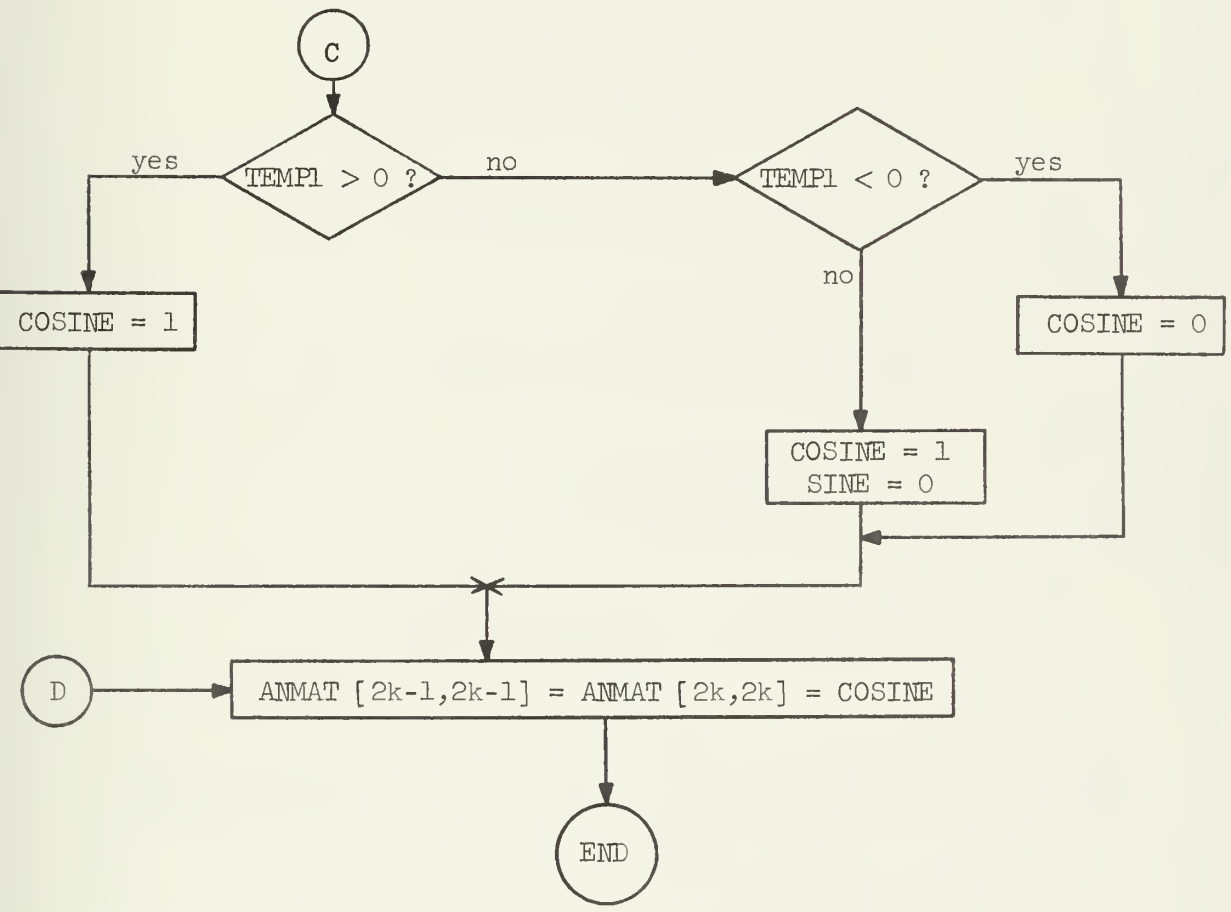 C
yes
TEMP1 > 0 ?
no
TEMP1 < 0 ?
yes
no
COSINE = 1
COSINE = 0
COSINE = 1
SINE = 0
D
ANMAT [2k-1,2k-1] = ANMAT [2k,2k] = COSINE
END